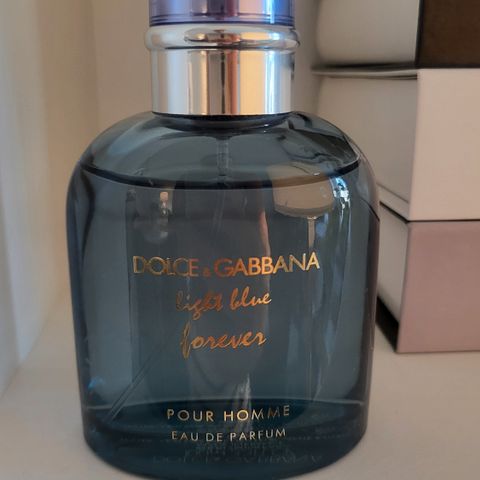 DOLCE & GABBANA
light blue
forever
POUR HOMME
EAU DE PARFUM